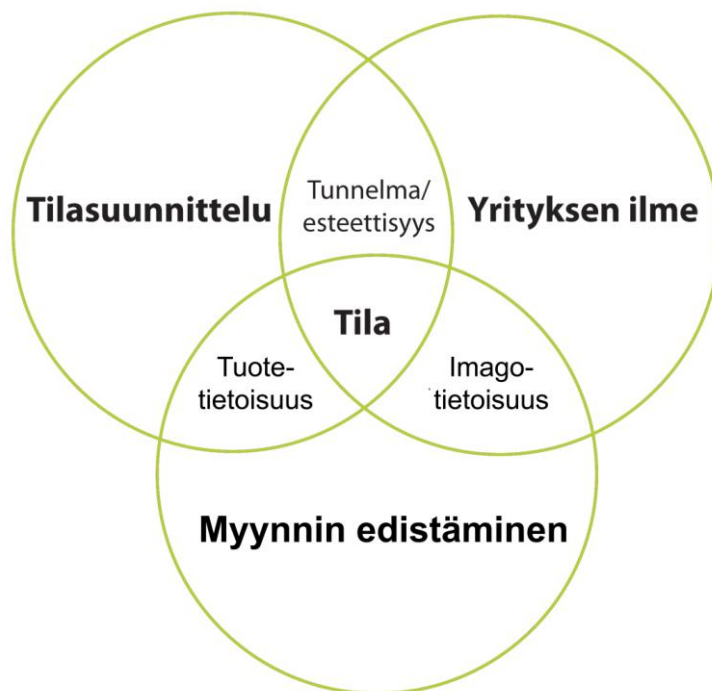 Tilasuunnittelu
Tunnelma/
esteettisyys
Yrityksen ilme
Tila
Tuote-
tietoisuus
Imago-
tietoisuus
Myynnin edistäminen